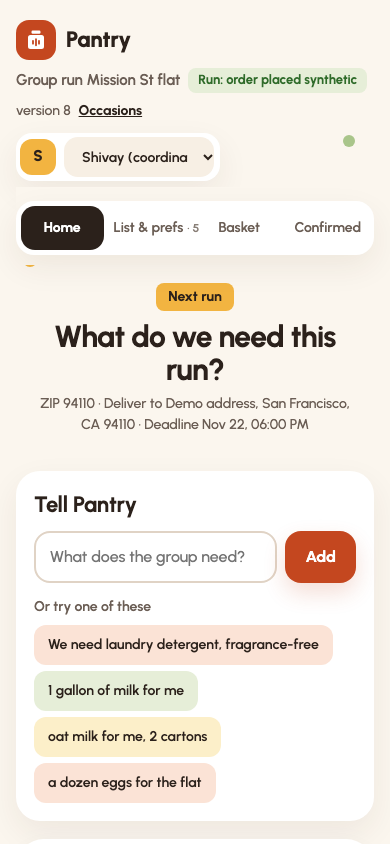 Pantry
Group run Mission St flat Run: order placed synthetic
version 8 Occasions
S Shivay (coordina
Home List & prefs · 5 Basket Confirmed
Next run
What do we need this
run?
ZIP 94110 · Deliver to Demo address, San Francisco,
CA 94110 · Deadline Nov 22, 06:00 PM
Tell Pantry
What does the group need? Add
Or try one of these
We need laundry detergent, fragrance-free
1 gallon of milk for me
oat milk for me, 2 cartons
a dozen eggs for the flat